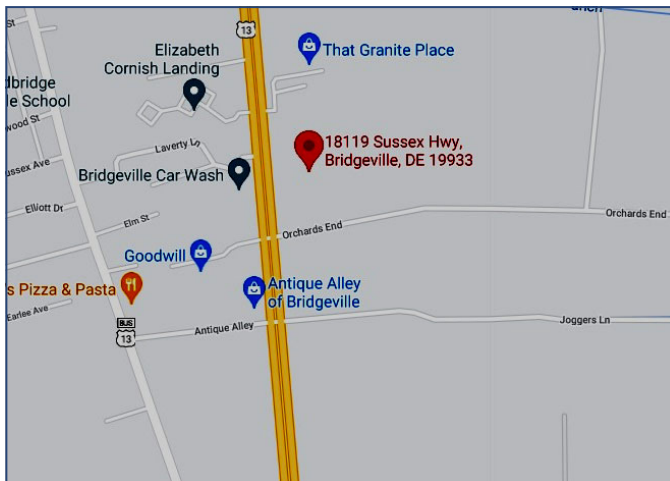 St
13
Elizabeth
Cornish Landing
That Granite Place
dbridge
le School
wood St
Laverty Ln
18119 Sussex Hwy,
Bridgeville, DE 19933
ussex Ave
Bridgeville Car Wash
Elliott Dr
Elm St
Orchards End
Orchards End
Goodwill
's Pizza & Pasta
Antique Alley
of Bridgeville
Earlee Ave
BUS
13
Antique Alley
Joggers Ln